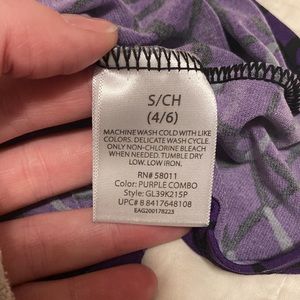 S/CH
(4/6)
MACHINE WASH COLD WITH LIKE
COLORS. DELICATE WASH CYCLE.
ONLY NON-CHLORINE BLEACH
WHEN NEEDED. TUMBLE DRY
LOW. LOW IRON.
RN# 58011
Color: PURPLE COMBO
Style: GL39K215P
UPC# 8 8417648108
EAG200178223